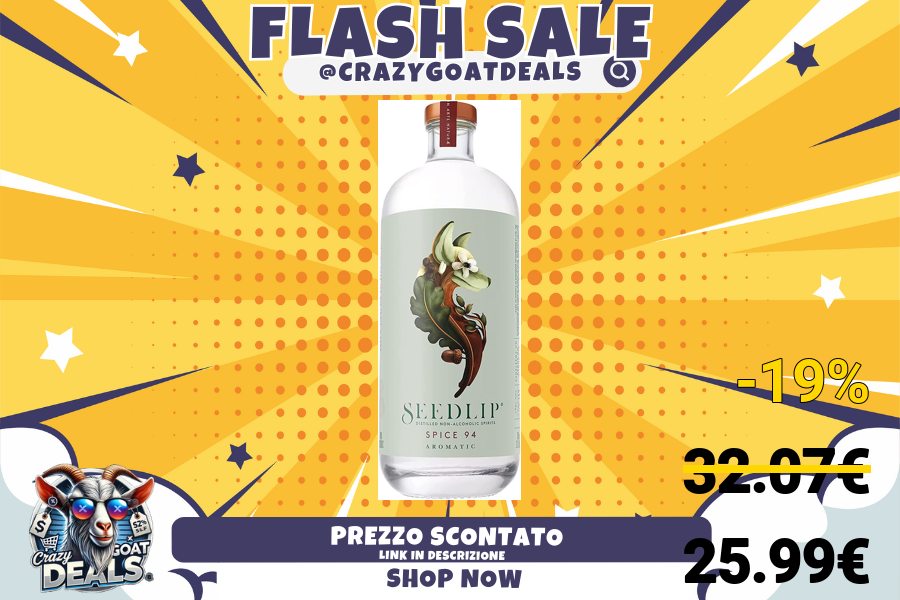 FLASH SALE
@CRAZYGOATDEALS
SEEDLIP
DISTILLED NON-ALCOHOLIC SPIRITS
SPICE 94
AROMATIC
-19%
32.07€
25.99€
PREZZO SCONTATO
LINK IN DESCRIZIONE
SHOP NOW
$
52%
Crazy
GOAT
DEALS